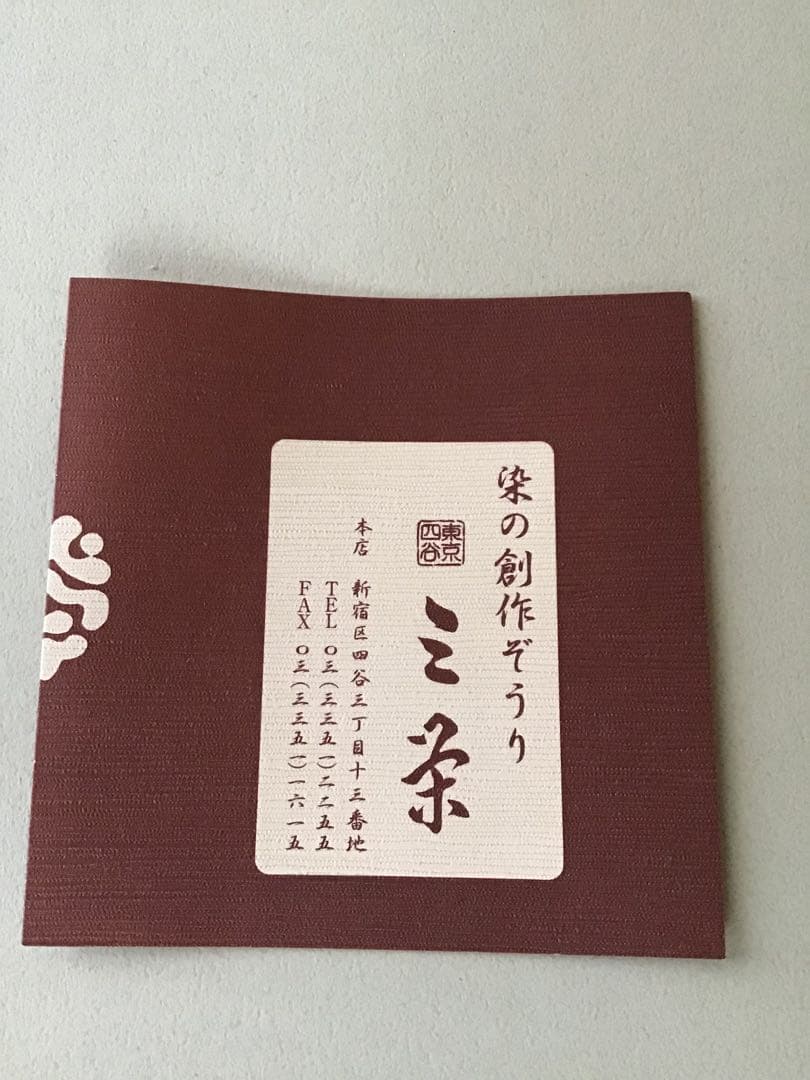 染の創作ぞうり
東京
四谷
三栄
本店　新宿区四谷三丁目十三番地
TEL 〇三(三三五一)二二五五
FAX 〇三(三三五一)一六一五